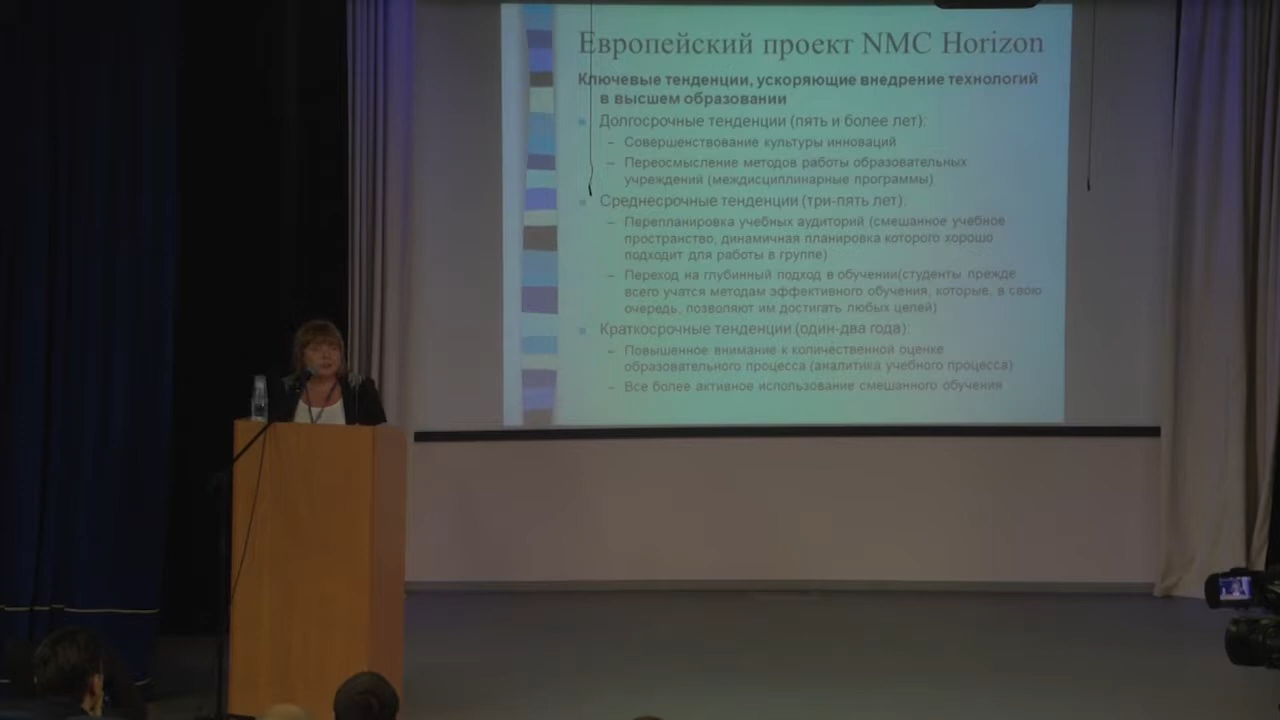 Европейский проект NMC Horizon
Ключевые тенденции, ускоряющие внедрение технологий
в высшем образовании
Долгосрочные тенденции (пять и более лет):
– Совершенствование культуры инноваций
– Переосмысление методов работы образовательных
учреждений (междисциплинарные программы)
Среднесрочные тенденции (три-пять лет):
– Перепланировка учебных аудиторий (смешанное учебное
пространство, динамичная планировка которого хорошо
подходит для работы в группе)
– Переход на глубинный подход в обучении(студенты прежде
всего учатся методам эффективного обучения, которые, в свою
очередь, позволяют им достигать любых целей)
Краткосрочные тенденции (один-два года):
– Повышенное внимание к количественной оценке
образовательного процесса (аналитика учебного процесса)
– Все более активное использование смешанного обучения